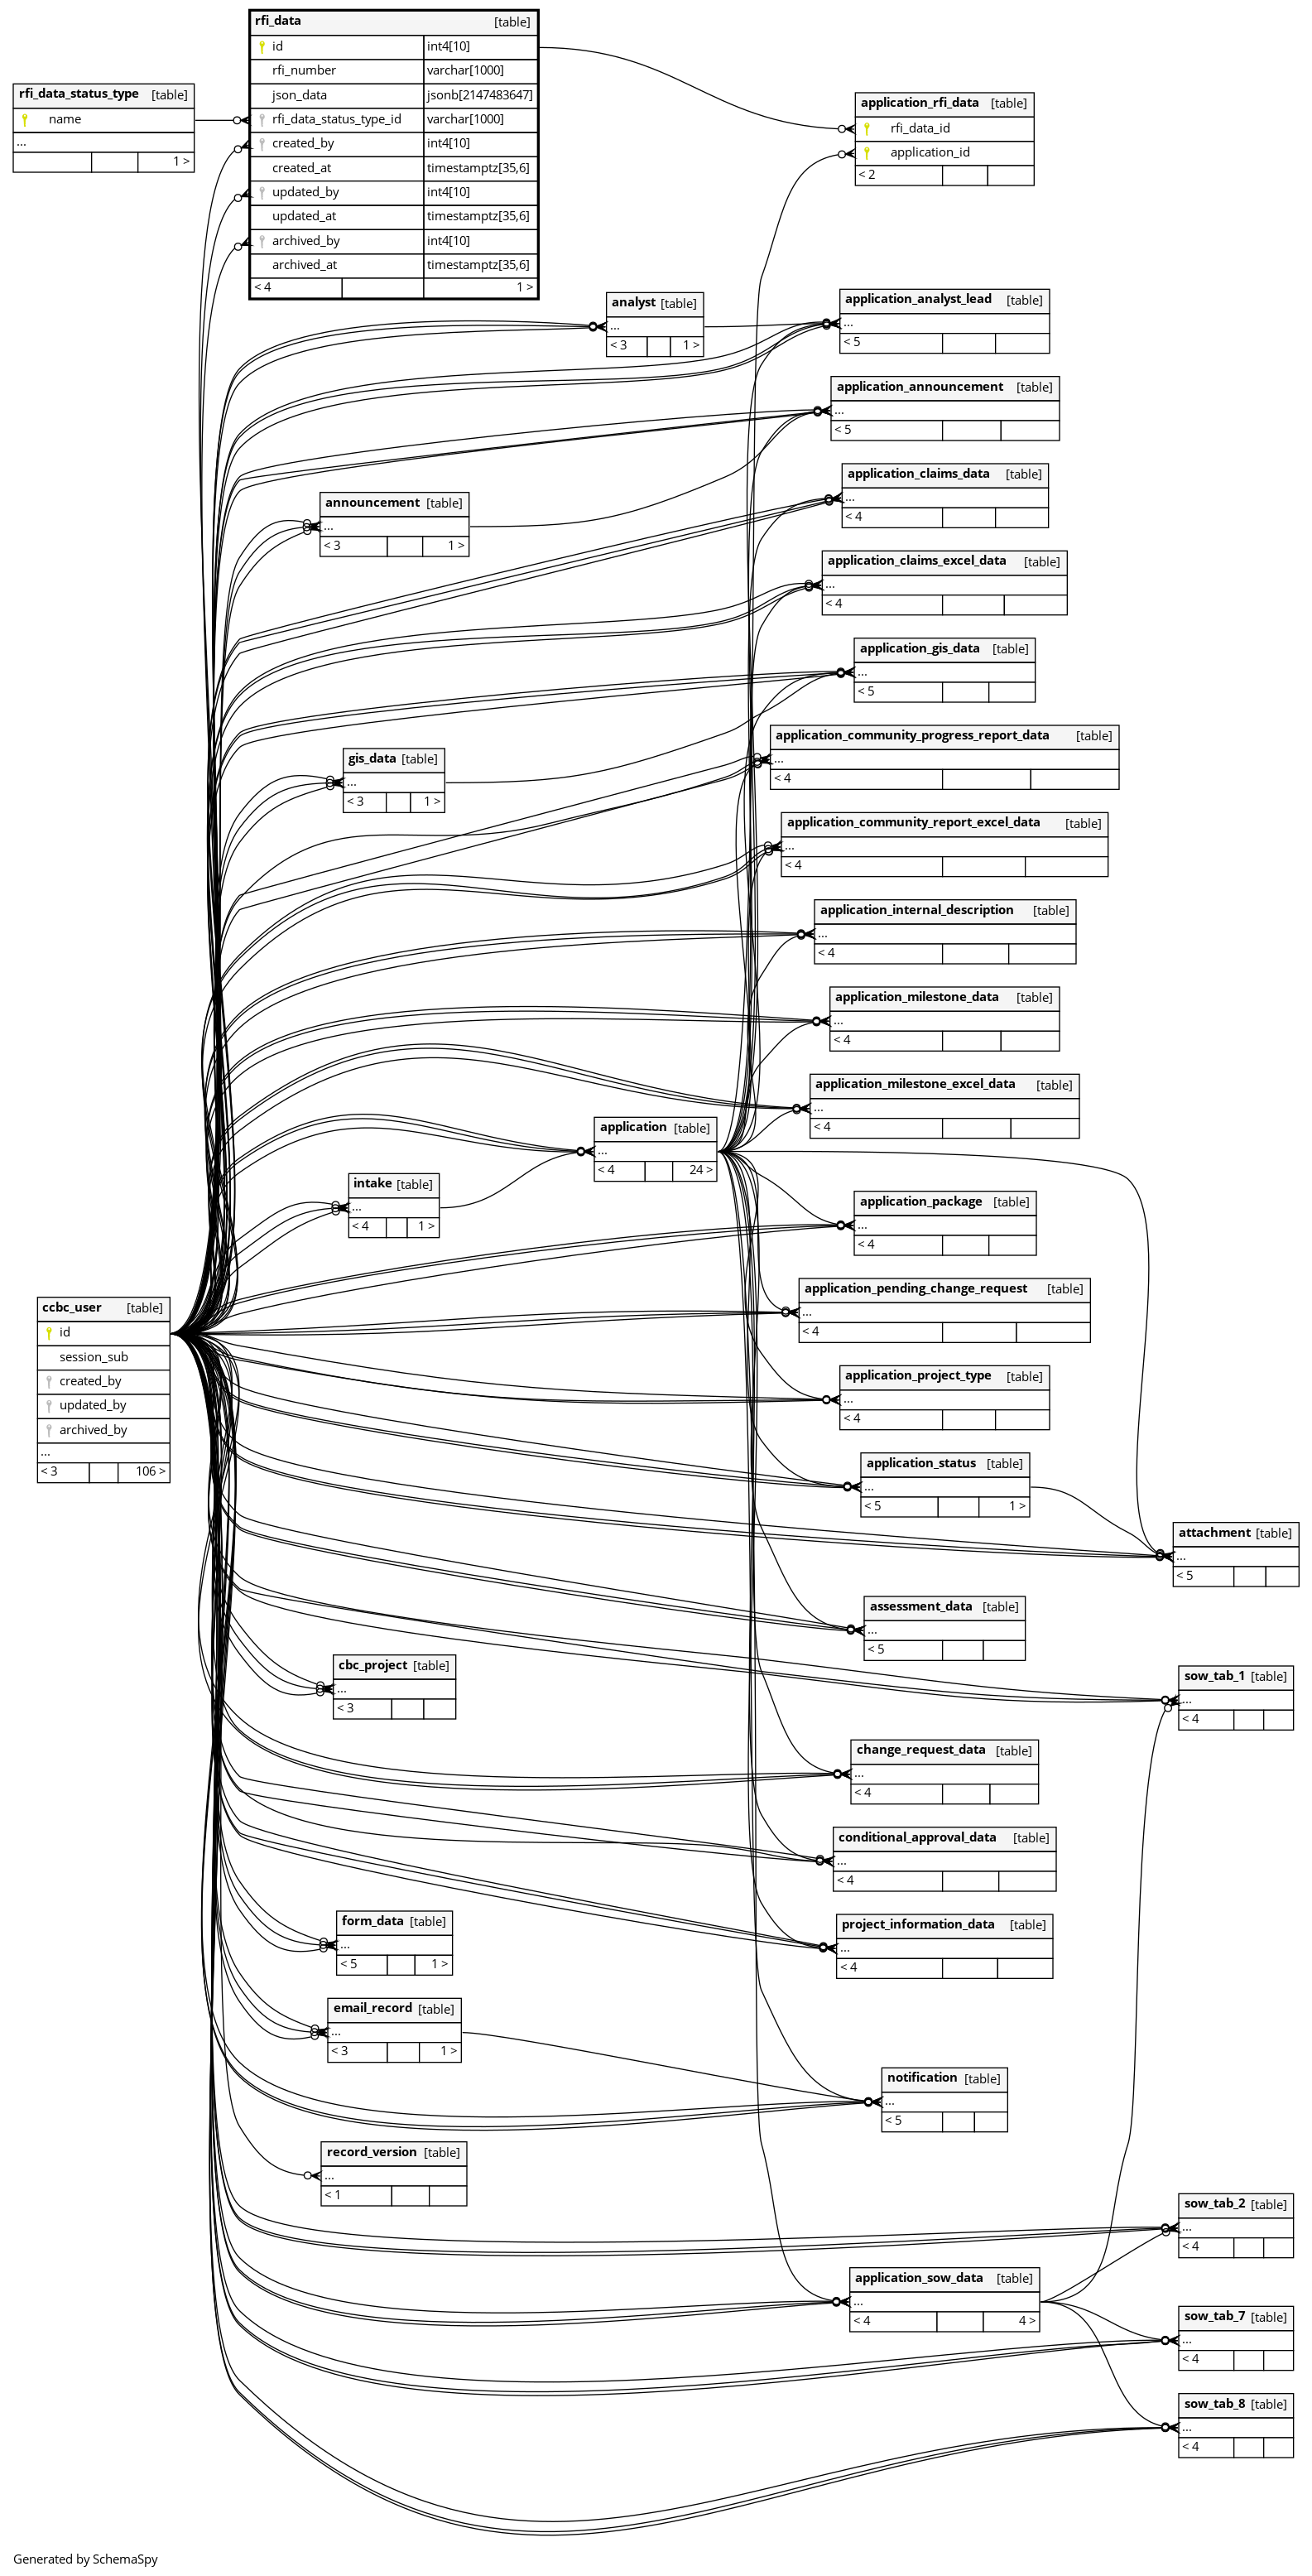 rfi_data [table]
id int4[10]
rfi_number varchar[1000]
json_data jsonb[2147483647]
rfi_data_status_type_id varchar[1000]
created_by int4[10]
created_at timestamptz[35,6]
updated_by int4[10]
updated_at timestamptz[35,6]
archived_by int4[10]
archived_at timestamptz[35,6]
< 4 1 >
rfi_data_status_type [table]
name
...
1 >
application_rfi_data [table]
rfi_data_id
application_id
< 2
analyst [table]
...
< 3 1 >
application_analyst_lead [table]
...
< 5
application_announcement [table]
...
< 5
application_claims_data [table]
...
< 4
announcement [table]
...
< 3 1 >
application_claims_excel_data [table]
...
< 4
application_gis_data [table]
...
< 5
application_community_progress_report_data [table]
...
< 4
gis_data [table]
...
< 3 1 >
application_community_report_excel_data [table]
...
< 4
application_internal_description [table]
...
< 4
application_milestone_data [table]
...
< 4
application_milestone_excel_data [table]
...
< 4
application [table]
...
< 4 24 >
intake [table]
...
< 4 1 >
application_package [table]
...
< 4
application_pending_change_request [table]
...
< 4
ccbc_user [table]
id
session_sub
created_by
updated_by
archived_by
...
< 3 106 >
application_project_type [table]
...
< 4
application_status [table]
...
< 5 1 >
attachment [table]
...
< 5
assessment_data [table]
...
< 5
cbc_project [table]
...
< 3
sow_tab_1 [table]
...
< 4
change_request_data [table]
...
< 4
conditional_approval_data [table]
...
< 4
form_data [table]
...
< 5 1 >
project_information_data [table]
...
< 4
email_record [table]
...
< 3 1 >
notification [table]
...
< 5
record_version [table]
...
< 1
sow_tab_2 [table]
...
< 4
application_sow_data [table]
...
< 4 4 >
sow_tab_7 [table]
...
< 4
sow_tab_8 [table]
...
< 4
Generated by SchemaSpy